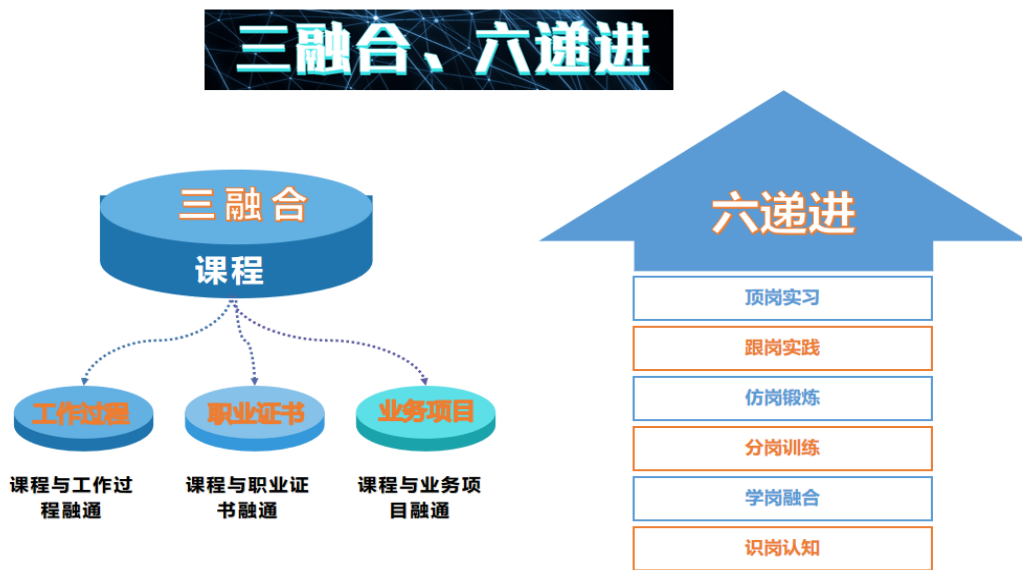 三融合、六递进
三融合
课程
工作过程
职业证书
业务项目
课程与工作过
程融通
课程与职业证
书融通
课程与业务项
目融通
六递进
顶岗实习
跟岗实践
仿岗锻炼
分岗训练
学岗融合
识岗认知